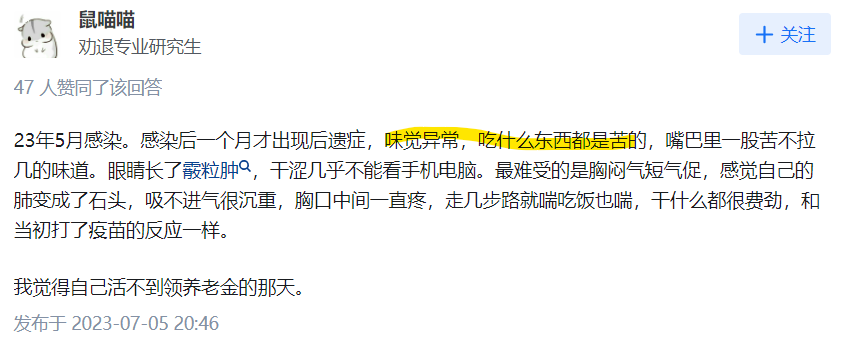 鼠喵喵
劝退专业研究生
关注
47 人赞同了该回答
23年5月感染。感染后一个月才出现后遗症，味觉异常，吃什么东西都是苦的，嘴巴里一股苦不拉
几的味道。眼睛长了霰粒肿，干涩几乎不能看手机电脑。最难受的是胸闷气短气促，感觉自己的
肺变成了石头，吸不进气很沉重，胸口中间一直疼，走几步路就喘吃饭也喘，干什么都很费劲，和
当初打了疫苗的反应一样。
我觉得自己活不到领养老金的那天。
发布于 2023-07-05 20:46